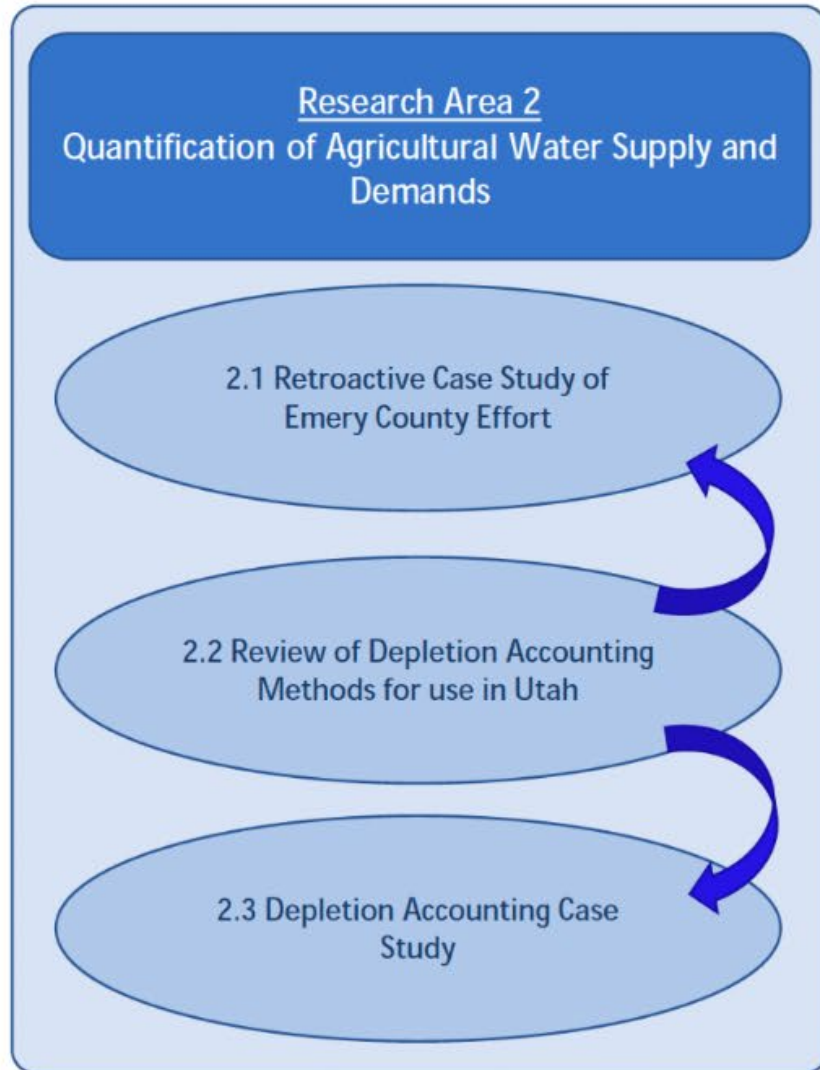 Research Area 2
Quantification of Agricultural Water Supply and
Demands
2.1 Retroactive Case Study of
Emery County Effort
2.2 Review of Depletion Accounting
Methods for use in Utah
2.3 Depletion Accounting Case
Study